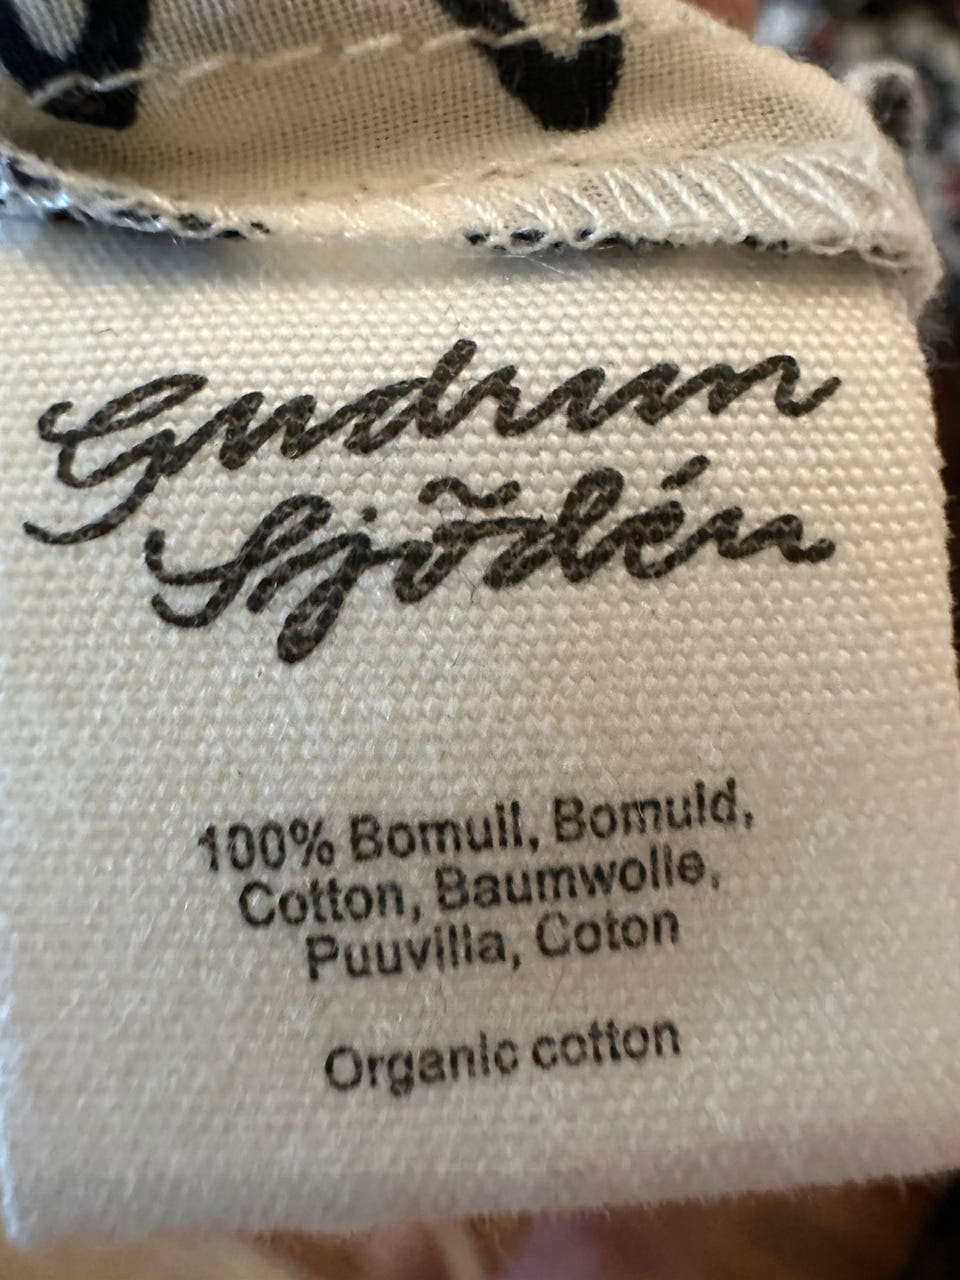 Gudrun
Sjödén
100% Bomull, Bomuld,
Cotton, Baumwolle,
Puuvilla, Coton
Organic cotton